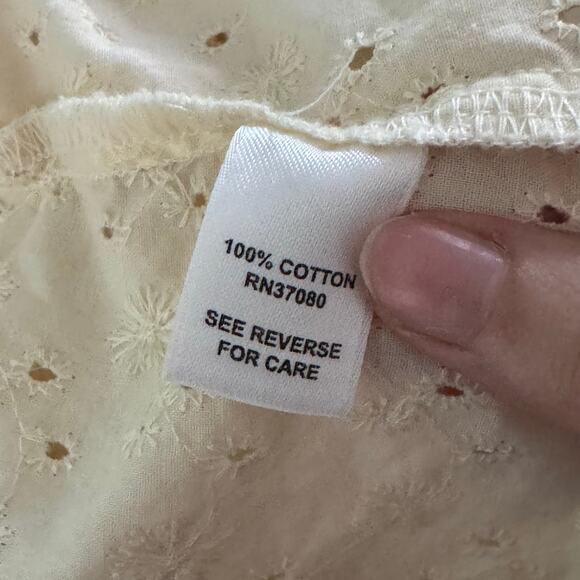 100% COTTON
RN37080
SEE REVERSE
FOR CARE